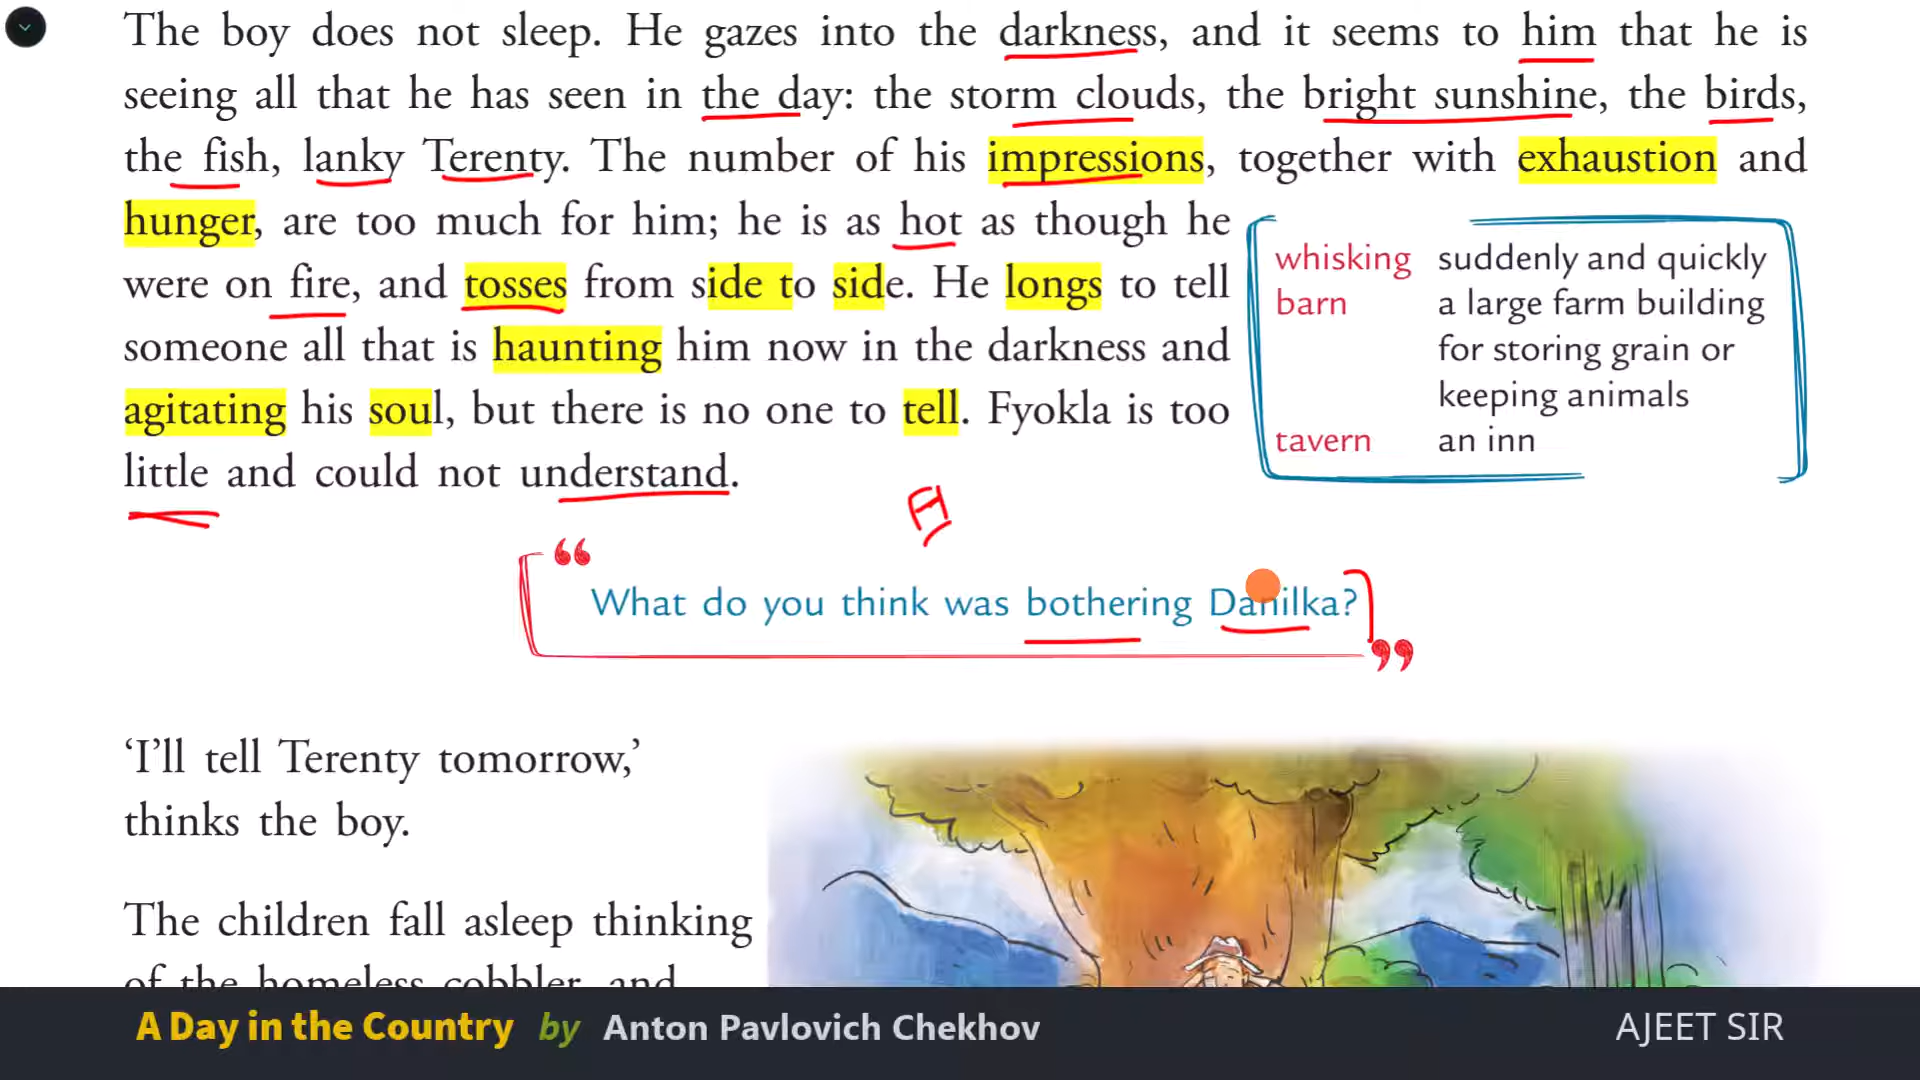 The boy does not sleep. He gazes into the darkness, and it seems to him that he is
seeing all that he has seen in the day: the storm clouds, the bright sunshine, the birds,
the fish, lanky Terenty. The number of his impressions, together with exhaustion and
hunger, are too much for him; he is as hot as though he
were on fire, and tosses from side to side. He longs to tell
someone all that is haunting him now in the darkness and
agitating his soul, but there is no one to tell. Fyokla is too
little and could not understand.
whisking suddenly and quickly
barn a large farm building
for storing grain or
keeping animals
tavern an inn
“What do you think was bothering Danilka?”
‘I’ll tell Terenty tomorrow,’
thinks the boy.
The children fall asleep thinking
of the homeless cobbler, and
A Day in the Country by Anton Pavlovich Chekhov
AJEET SIR